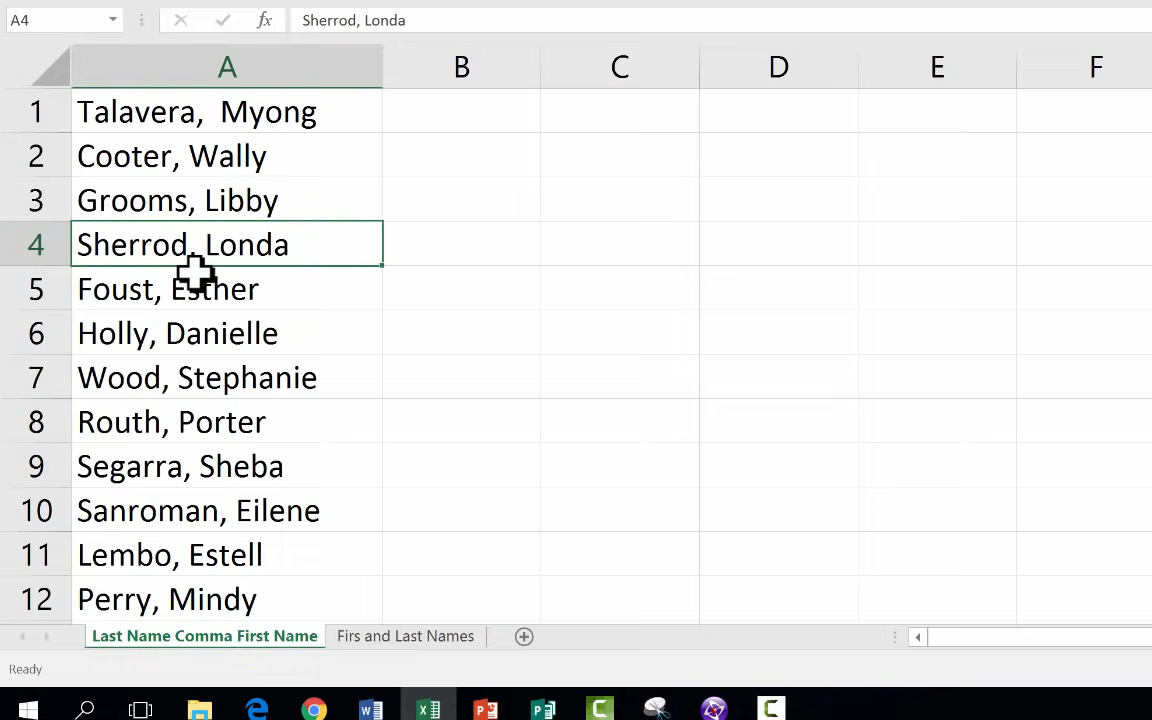 A4 fx Sherrod, Londa
A B C D E F
1 Talavera,  Myong
2 Cooter, Wally
3 Grooms, Libby
4 Sherrod, Londa
5 Foust, Esther
6 Holly, Danielle
7 Wood, Stephanie
8 Routh, Porter
9 Segarra, Sheba
10 Sanroman, Eilene
11 Lembo, Estell
12 Perry, Mindy
Last Name Comma First Name Firs and Last Names
Ready